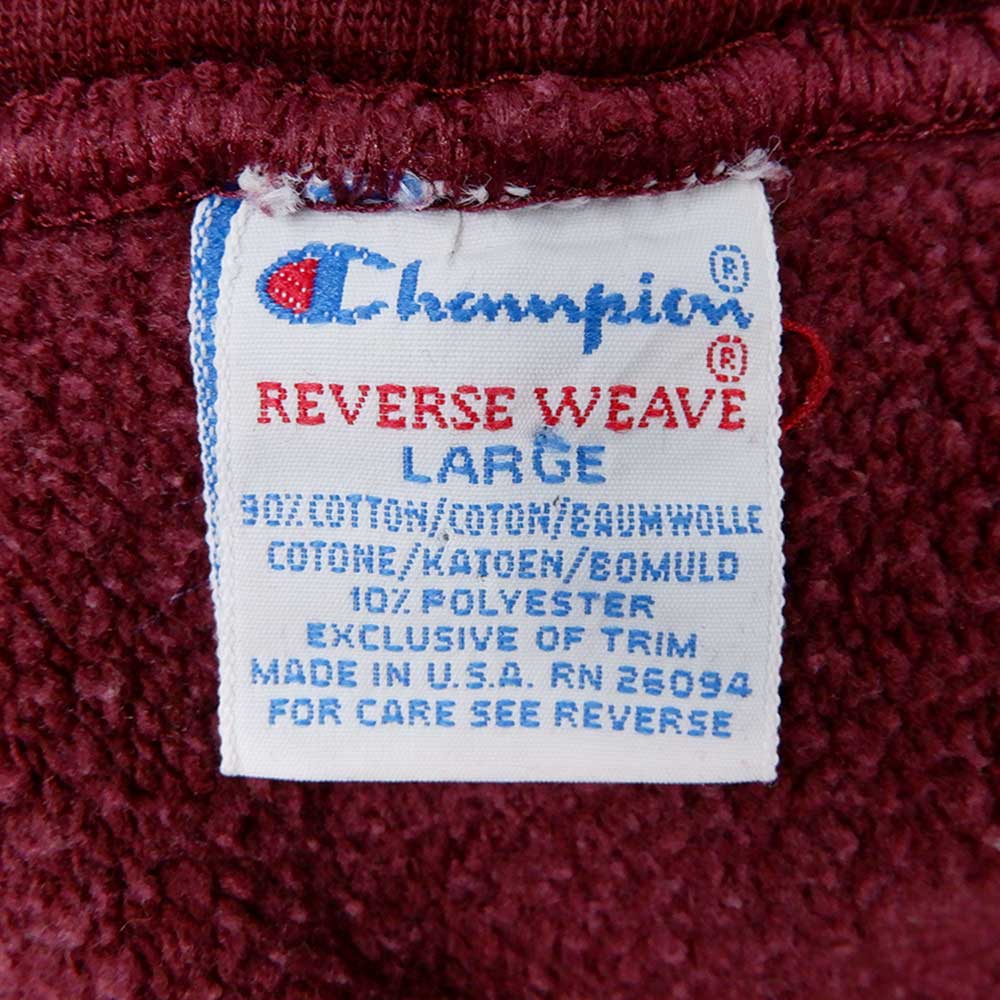 Champion®
REVERSE WEAVE®
LARGE
90% COTTON/COTON/BAUMWOLLE
COTONE/KATOEN/BOMULD
10% POLYESTER
EXCLUSIVE OF TRIM
MADE IN U.S.A. RN 26094
FOR CARE SEE REVERSE